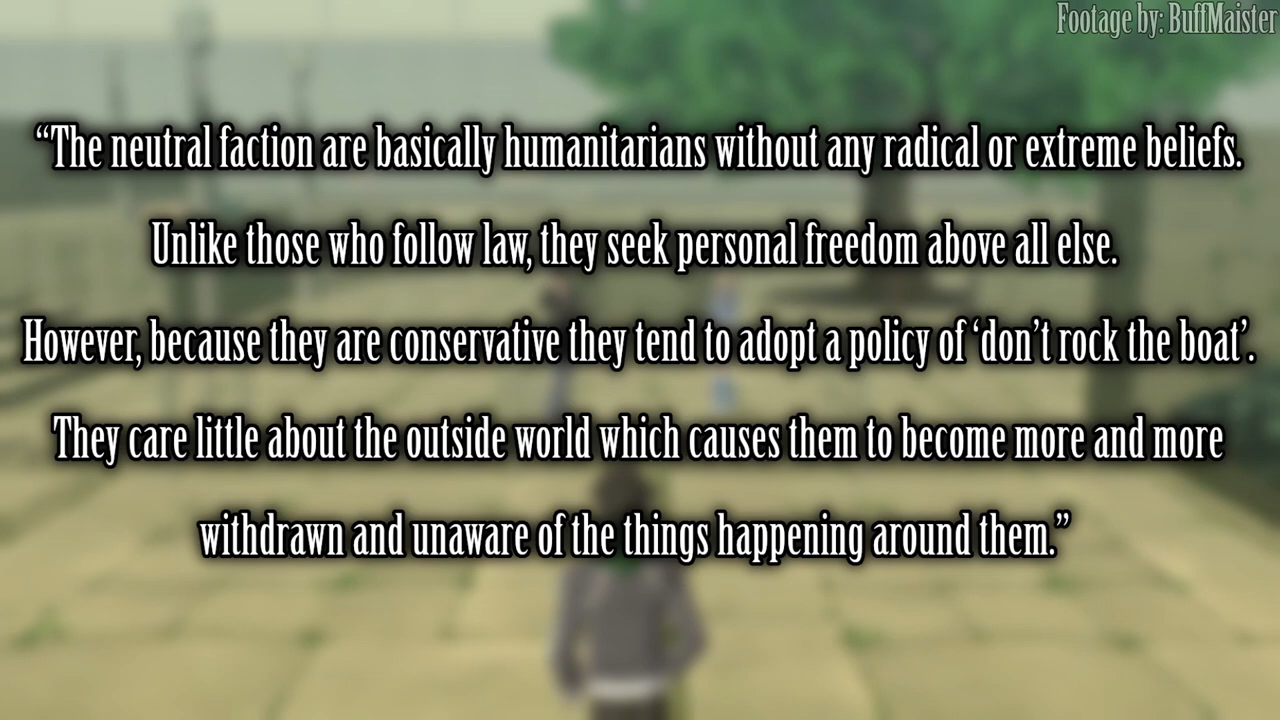 Footage by: BuffMaister
“The neutral faction are basically humanitarians without any radical or extreme beliefs.
Unlike those who follow law, they seek personal freedom above all else.
However, because they are conservative they tend to adopt a policy of ‘don’t rock the boat’.
They care little about the outside world which causes them to become more and more
withdrawn and unaware of the things happening around them.”